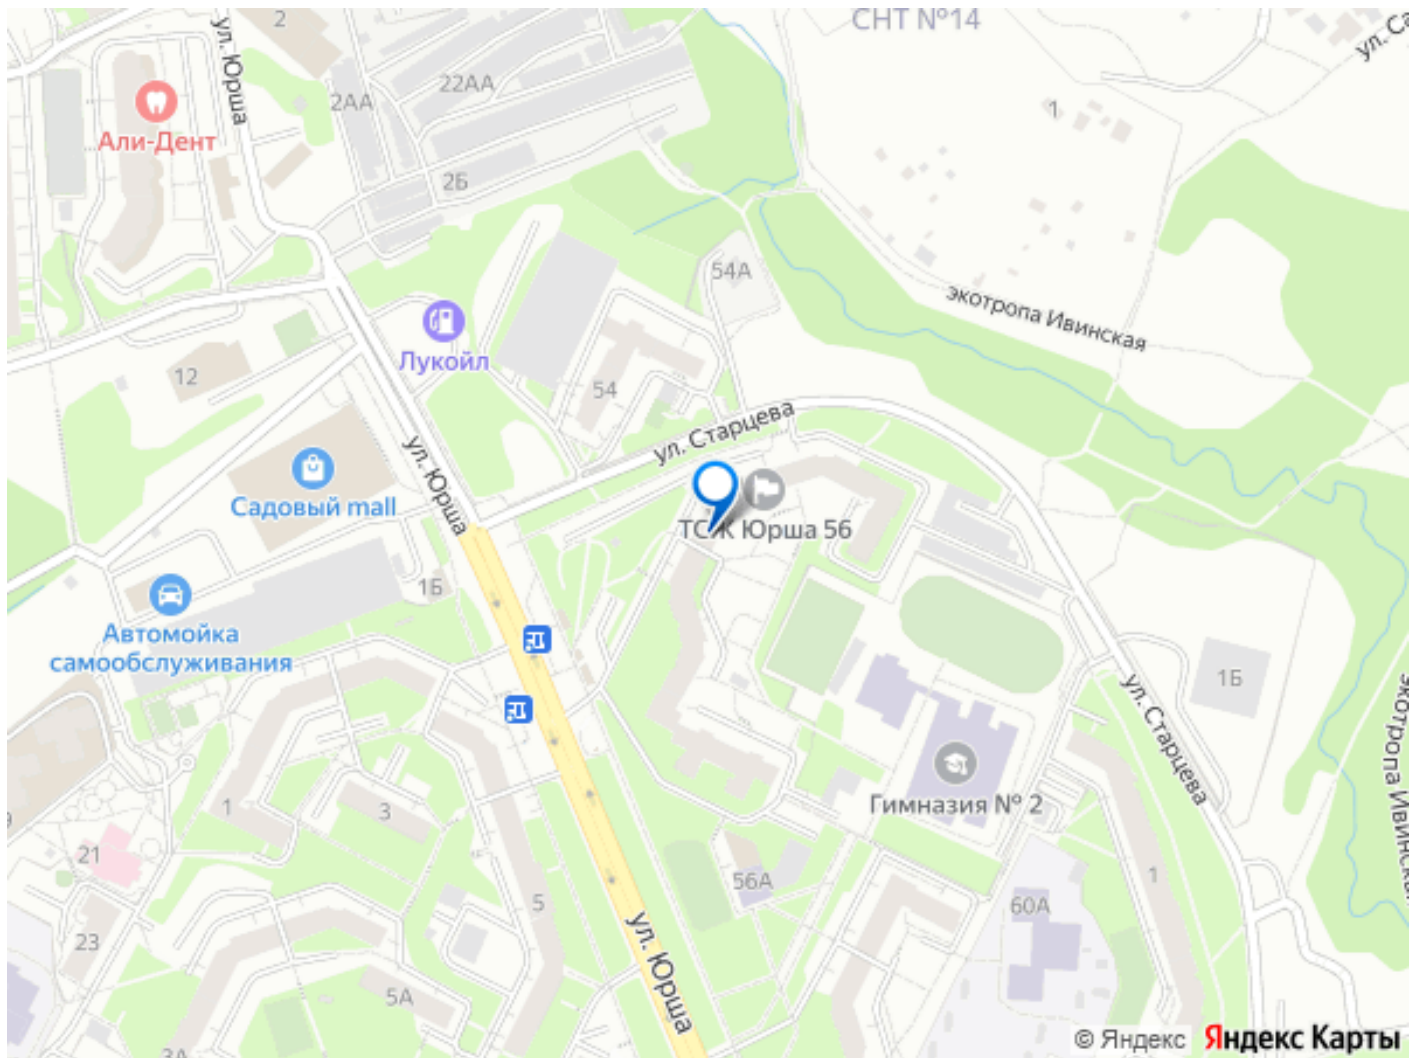 СНТ №14
2
ул. Юрша
22АА
2АА
Али-Дент
1
2Б
54А
экотропа Ивинская
Лукойл
12
54
ул. Старцева
ул. Юрша
Садовый mall
ТСЖ Юрша 56
1Б
Автомойка
самообслуживания
1Б
ул. Старцева
Гимназия № 2
1
3
21
56А
1
5
60А
23
ул. Юрша
5А
3А
экотропа Ивинская
© Яндекс Яндекс Карты